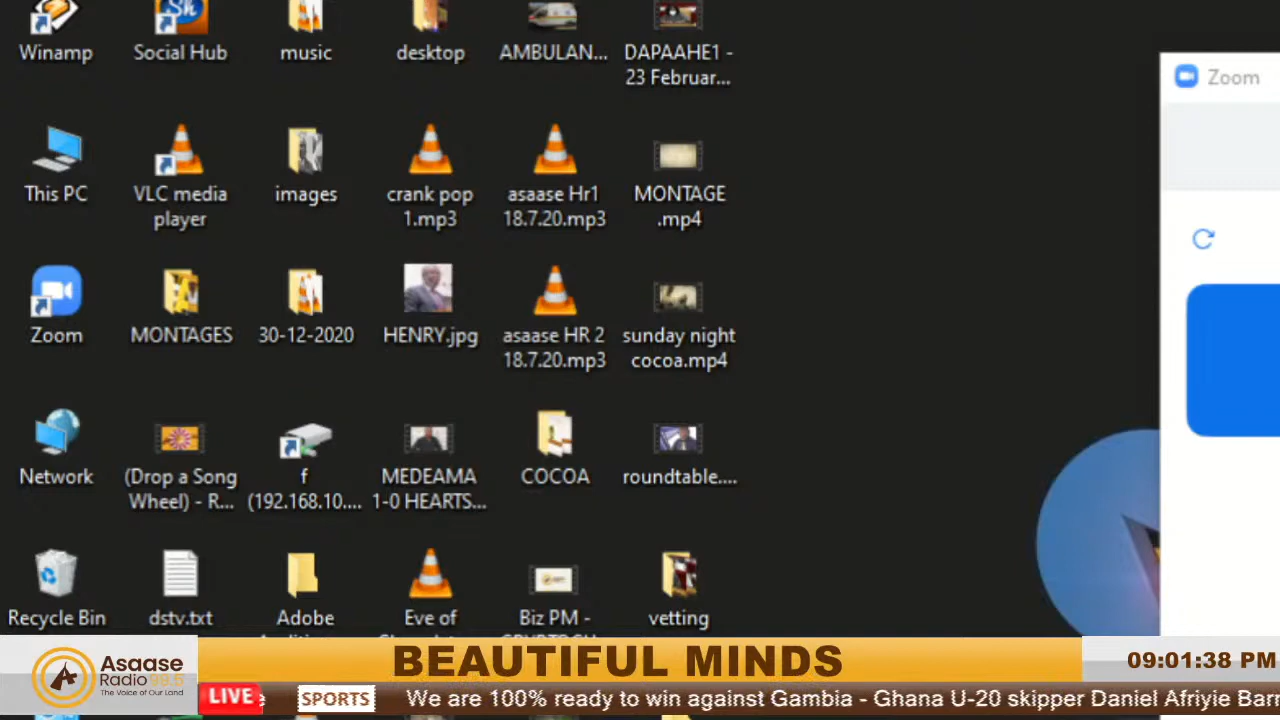 Winamp
Social Hub
music
desktop
AMBULAN...
DAPAAHE1 -
23 Februar...
Zoom
This PC
VLC media
player
images
crank pop
1.mp3
asaase Hr1
18.7.20.mp3
MONTAGE
.mp4
Zoom
MONTAGES
30-12-2020
HENRY.jpg
asaase HR 2
18.7.20.mp3
sunday night
cocoa.mp4
Network
(Drop a Song
Wheel) - R...
f
(192.168.10....
MEDEAMA
1-0 HEARTS...
COCOA
roundtable....
Recycle Bin
dstv.txt
Adobe
Eve of
Biz PM -
vetting
Asaase
Radio 99.5
The Voice of Our Land
BEAUTIFUL MINDS
09:01:38 PM
LIVE
SPORTS
We are 100% ready to win against Gambia - Ghana U-20 skipper Daniel Afriyie Barn